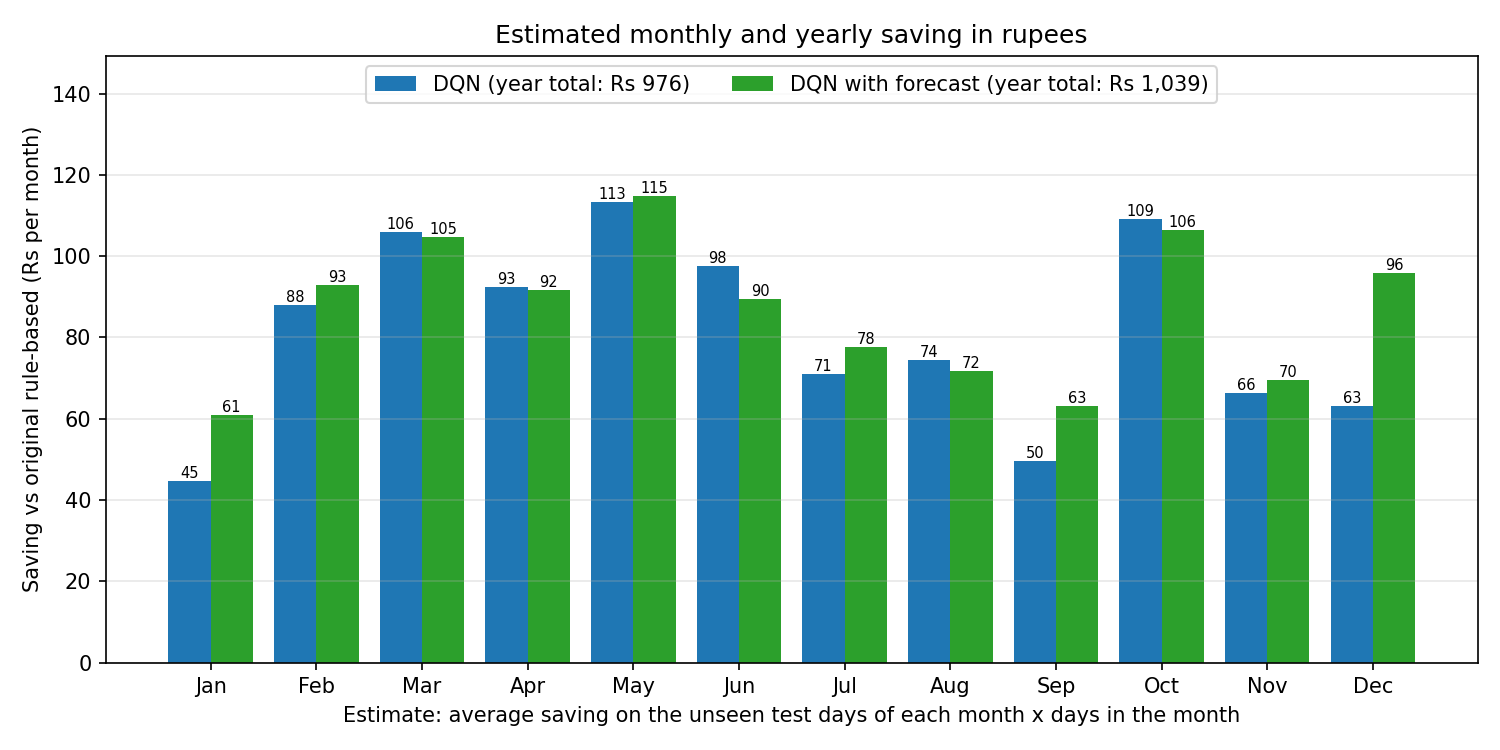 Estimated monthly and yearly saving in rupees
DQN (year total: Rs 976)
DQN with forecast (year total: Rs 1,039)
Saving vs original rule-based (Rs per month)
140
120
100
80
60
40
20
0
45
61
88
93
106
105
93
92
113
115
98
90
71
78
74
72
50
63
109
106
66
70
63
96
Jan
Feb
Mar
Apr
May
Jun
Jul
Aug
Sep
Oct
Nov
Dec
Estimate: average saving on the unseen test days of each month x days in the month